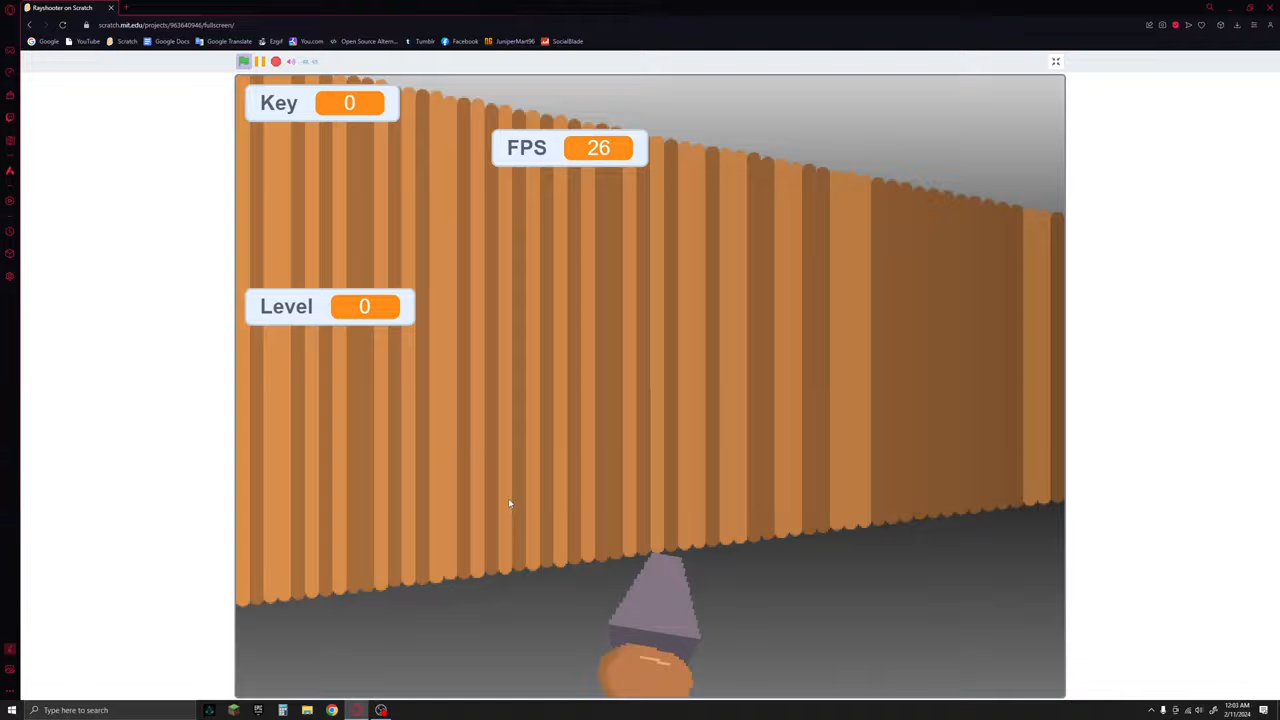 Rayshooter on Scratch
scratch.mit.edu/projects/963640946/fullscreen/
Google YouTube Scratch Google Docs Google Translate Ezgif You.com Open Source Altern... Tumblr Facebook JuniperMart96 SocialBlade
Key 0
FPS 26
Level 0
Type here to search
12:03 AM
2/11/2024